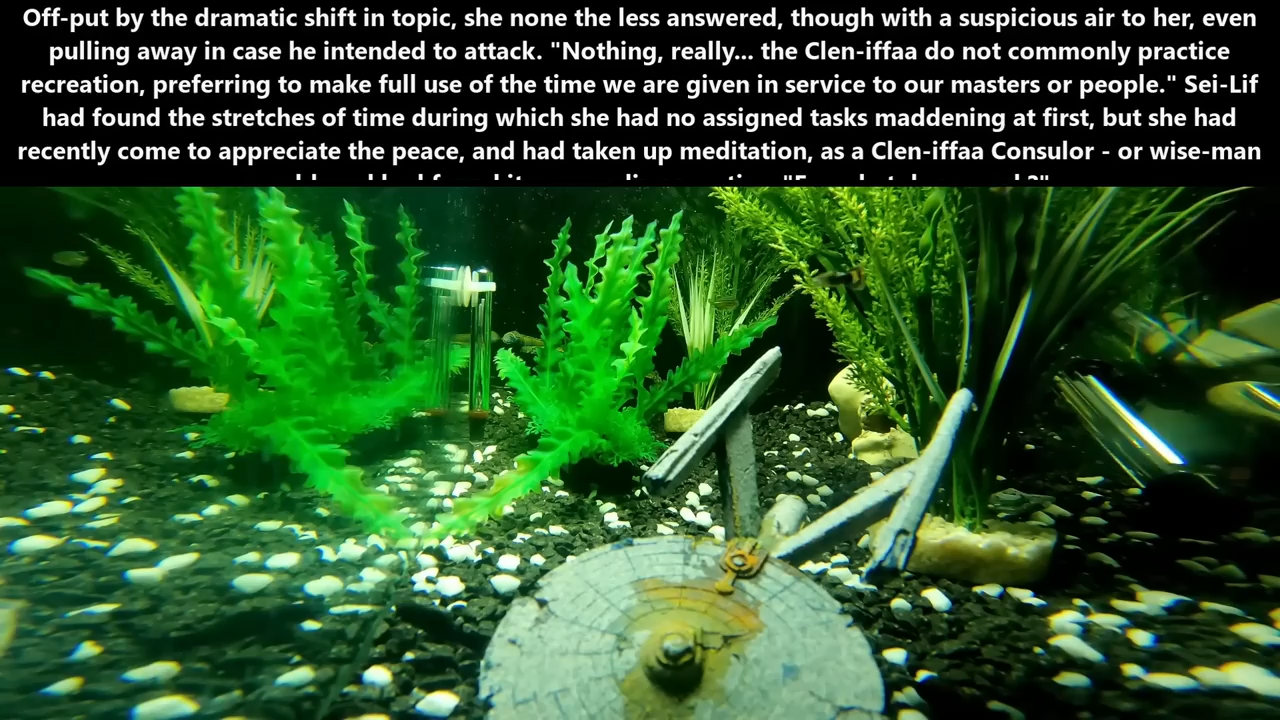 Off-put by the dramatic shift in topic, she none the less answered, though with a suspicious air to her, even
pulling away in case he intended to attack. "Nothing, really... the Clen-iffaa do not commonly practice
recreation, preferring to make full use of the time we are given in service to our masters or people." Sei-Lif
had found the stretches of time during which she had no assigned tasks maddening at first, but she had
recently come to appreciate the peace, and had taken up meditation, as a Clen-iffaa Consulor - or wise-man